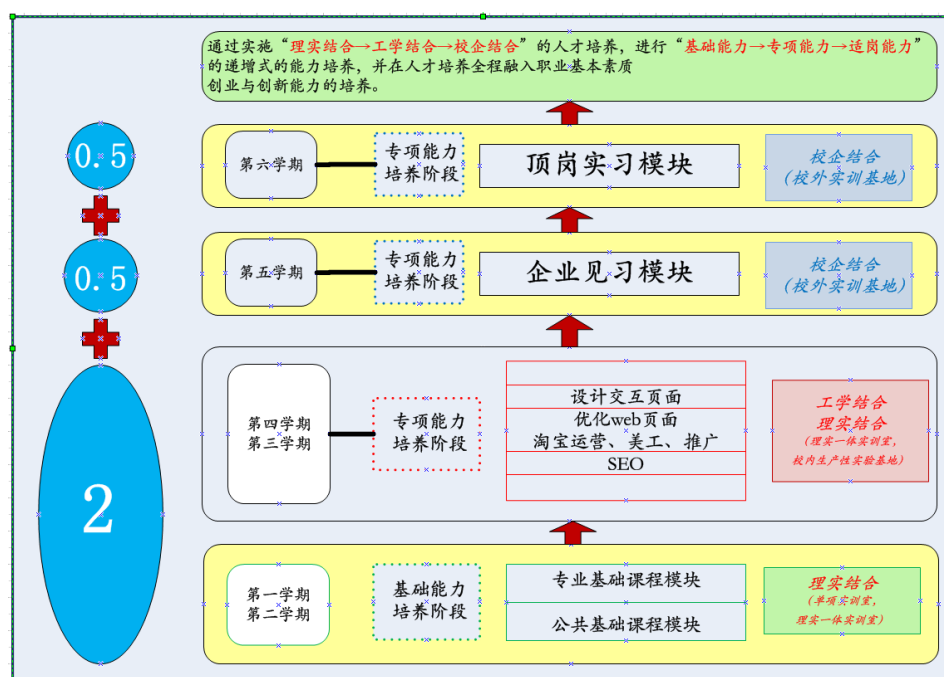 通过实施“理实结合→工学结合→校企结合”的人才培养，进行“基础能力→专项能力→适岗能力”
的递增式的能力培养，并在人才培养全程融入职业基本素质
创业与创新能力的培养。
0.5
第六学期
专项能力
培养阶段
顶岗实习模块
校企结合
（校外实训基地）
0.5
第五学期
专项能力
培养阶段
企业见习模块
校企结合
（校外实训基地）
2
第四学期
第三学期
专项能力
培养阶段
设计交互页面
优化web页面
淘宝运营、美工、推广
SEO
工学结合
理实结合
（理实一体实训室，
校内生产性实验基地）
第一学期
第二学期
基础能力
培养阶段
专业基础课程模块
公共基础课程模块
理实结合
（单项实训室，
理实一体实训室）